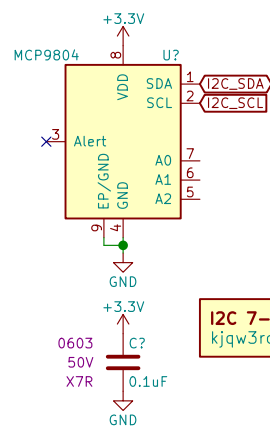 +3.3V
MCP9804
U?
8
VDD
SDA
1
I2C_SDA
SCL
2
I2C_SCL
3
Alert
A0
7
A1
6
A2
5
EP/GND
GND
9
4
GND
+3.3V
0603
C?
50V
X7R
0.1uF
GND
I2C 7-